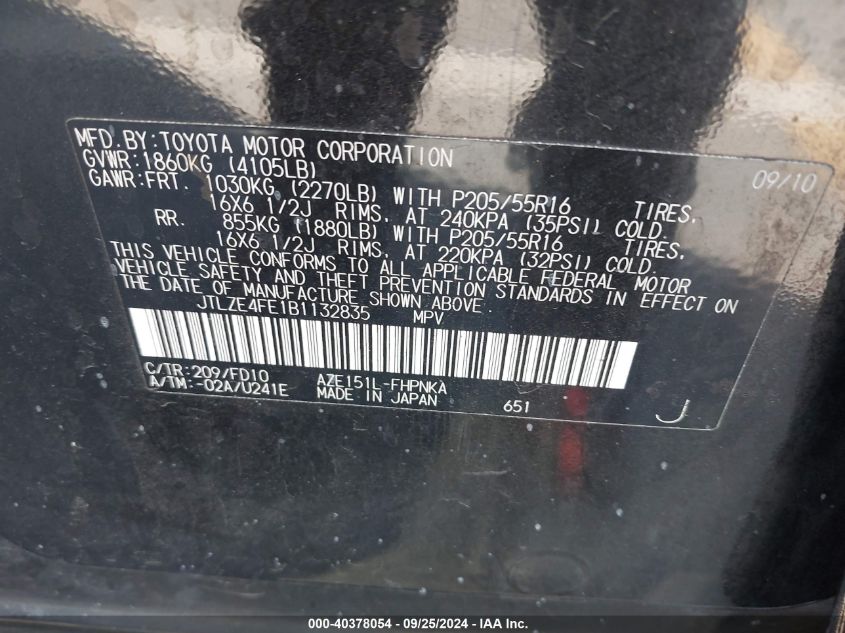 MFD.BY:TOYOTA MOTOR CORPORATION 09/10
GVWR:1860KG (4105LB)
GAWR:FRT. 1030KG (2270LB) WITH P205/55R16 TIRES,
16X6 1/2J RIMS, AT 240KPA (35PSI) COLD.
RR. 855KG (1880LB) WITH P205/55R16 TIRES,
16X6 1/2J RIMS, AT 220KPA (32PSI) COLD.
THIS VEHICLE CONFORMS TO ALL APPLICABLE FEDERAL MOTOR
VEHICLE SAFETY AND THEFT PREVENTION STANDARDS IN EFFECT ON
THE DATE OF MANUFACTURE SHOWN ABOVE.
JTLZE4FE1B1132835 MPV
C/TR:209/FD10 AZE151L-FHPNKA
A/TM:-02A/U241E MADE IN JAPAN 651 J
000-40378054 - 09/25/2024 - IAA Inc.